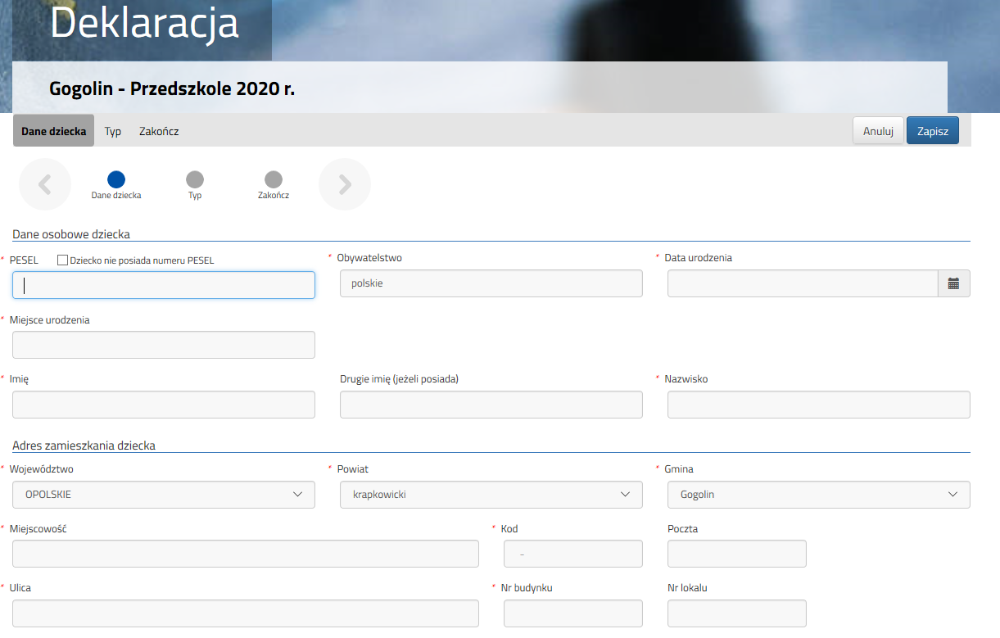 Deklaracja
Gogolin - Przedszkole 2020 r.
Dane dziecka Typ Zakończ Anuluj Zapisz
Dane dziecka Typ Zakończ
Dane osobowe dziecka
* PESEL Dziecko nie posiada numeru PESEL * Obywatelstwo * Data urodzenia
polskie
* Miejsce urodzenia
* Imię Drugie imię (jeżeli posiada) * Nazwisko
Adres zamieszkania dziecka
* Województwo * Powiat * Gmina
OPOLSKIE krapkowicki Gogolin
* Miejscowość * Kod Poczta
-
* Ulica * Nr budynku Nr lokalu